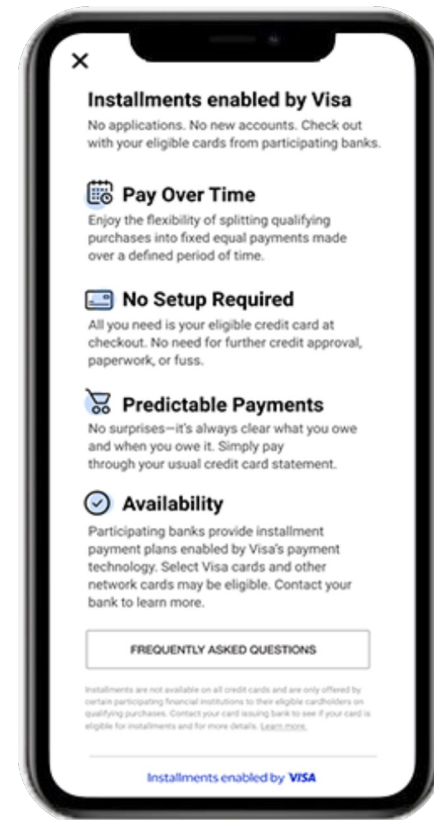 Installments enabled by Visa
No applications. No new accounts. Check out
with your eligible cards from participating banks.
Pay Over Time
Enjoy the flexibility of splitting qualifying
purchases into fixed equal payments made
over a defined period of time.
No Setup Required
All you need is your eligible credit card at
checkout. No need for further credit approval,
paperwork, or fuss.
Predictable Payments
No surprises—it's always clear what you owe
and when you owe it. Simply pay
through your usual credit card statement.
Availability
Participating banks provide installment
payment plans enabled by Visa's payment
technology. Select Visa cards and other
network cards may be eligible. Contact your
bank to learn more.
FREQUENTLY ASKED QUESTIONS
Installments are not available on all credit cards and are only offered by
certain participating financial institutions to their eligible cardholders on
qualifying purchases. Contact your card issuing bank to see if your card is
eligible for installments and for more details. Learn more.
Installments enabled by VISA